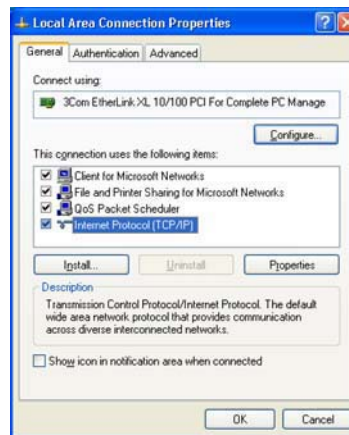 Local Area Connection Properties
General Authentication Advanced
Connect using:
3Com EtherLink XL 10/100 PCI For Complete PC Manage
Configure...
This connection uses the following items:
Client for Microsoft Networks
File and Printer Sharing for Microsoft Networks
QoS Packet Scheduler
Internet Protocol (TCP/IP)
Install... Uninstall Properties
Description
Transmission Control Protocol/Internet Protocol. The default
wide area network protocol that provides communication
across diverse interconnected networks.
Show icon in notification area when connected
OK Cancel